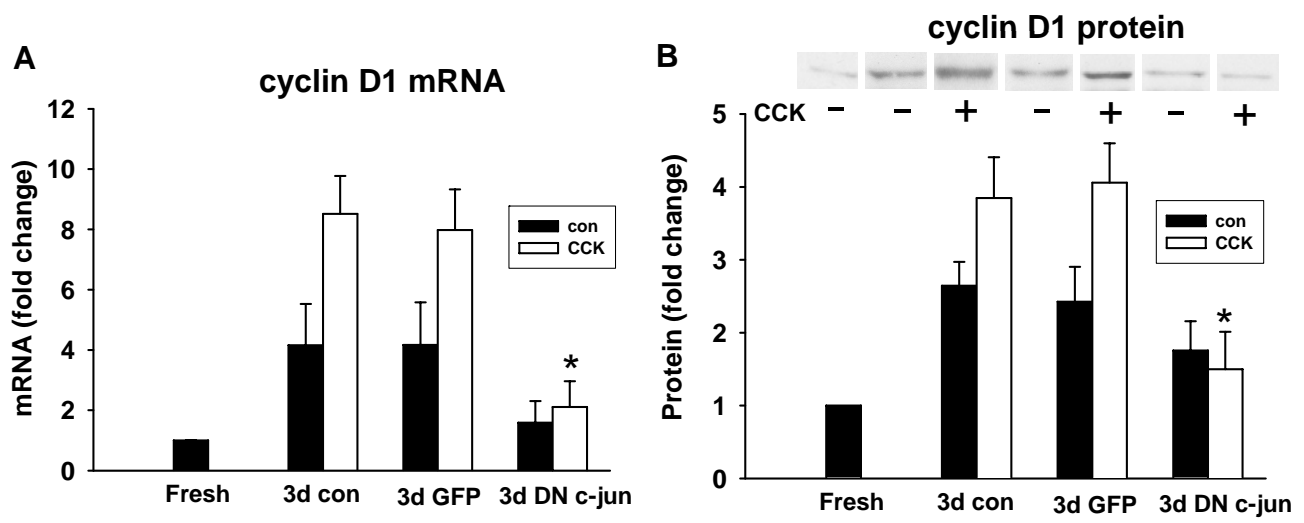 A
cyclin D1 mRNA
mRNA (fold change)
12
10
8
6
4
2
0
con
CCK
*
Fresh 3d con 3d GFP 3d DN c-jun
B
cyclin D1 protein
CCK - - + - + - +
Protein (fold change)
5
4
3
2
1
0
con
CCK
*
Fresh 3d con 3d GFP 3d DN c-jun